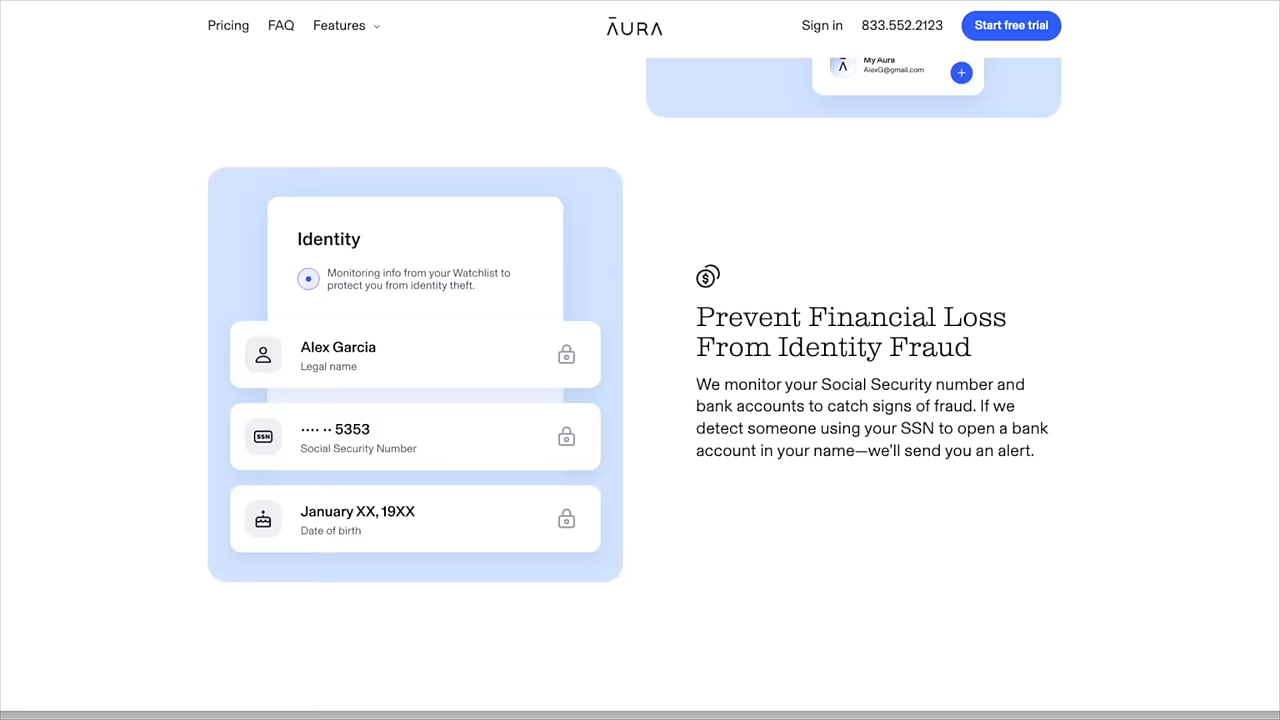 Pricing FAQ Features
ĀURA
Sign in 833.552.2123 Start free trial
My Aura
AlexG@gmail.com
Identity
Monitoring info from your Watchlist to
protect you from identity theft.
Alex Garcia
Legal name
SSN
···· ·· 5353
Social Security Number
January XX, 19XX
Date of birth
Prevent Financial Loss
From Identity Fraud
We monitor your Social Security number and
bank accounts to catch signs of fraud. If we
detect someone using your SSN to open a bank
account in your name—we'll send you an alert.